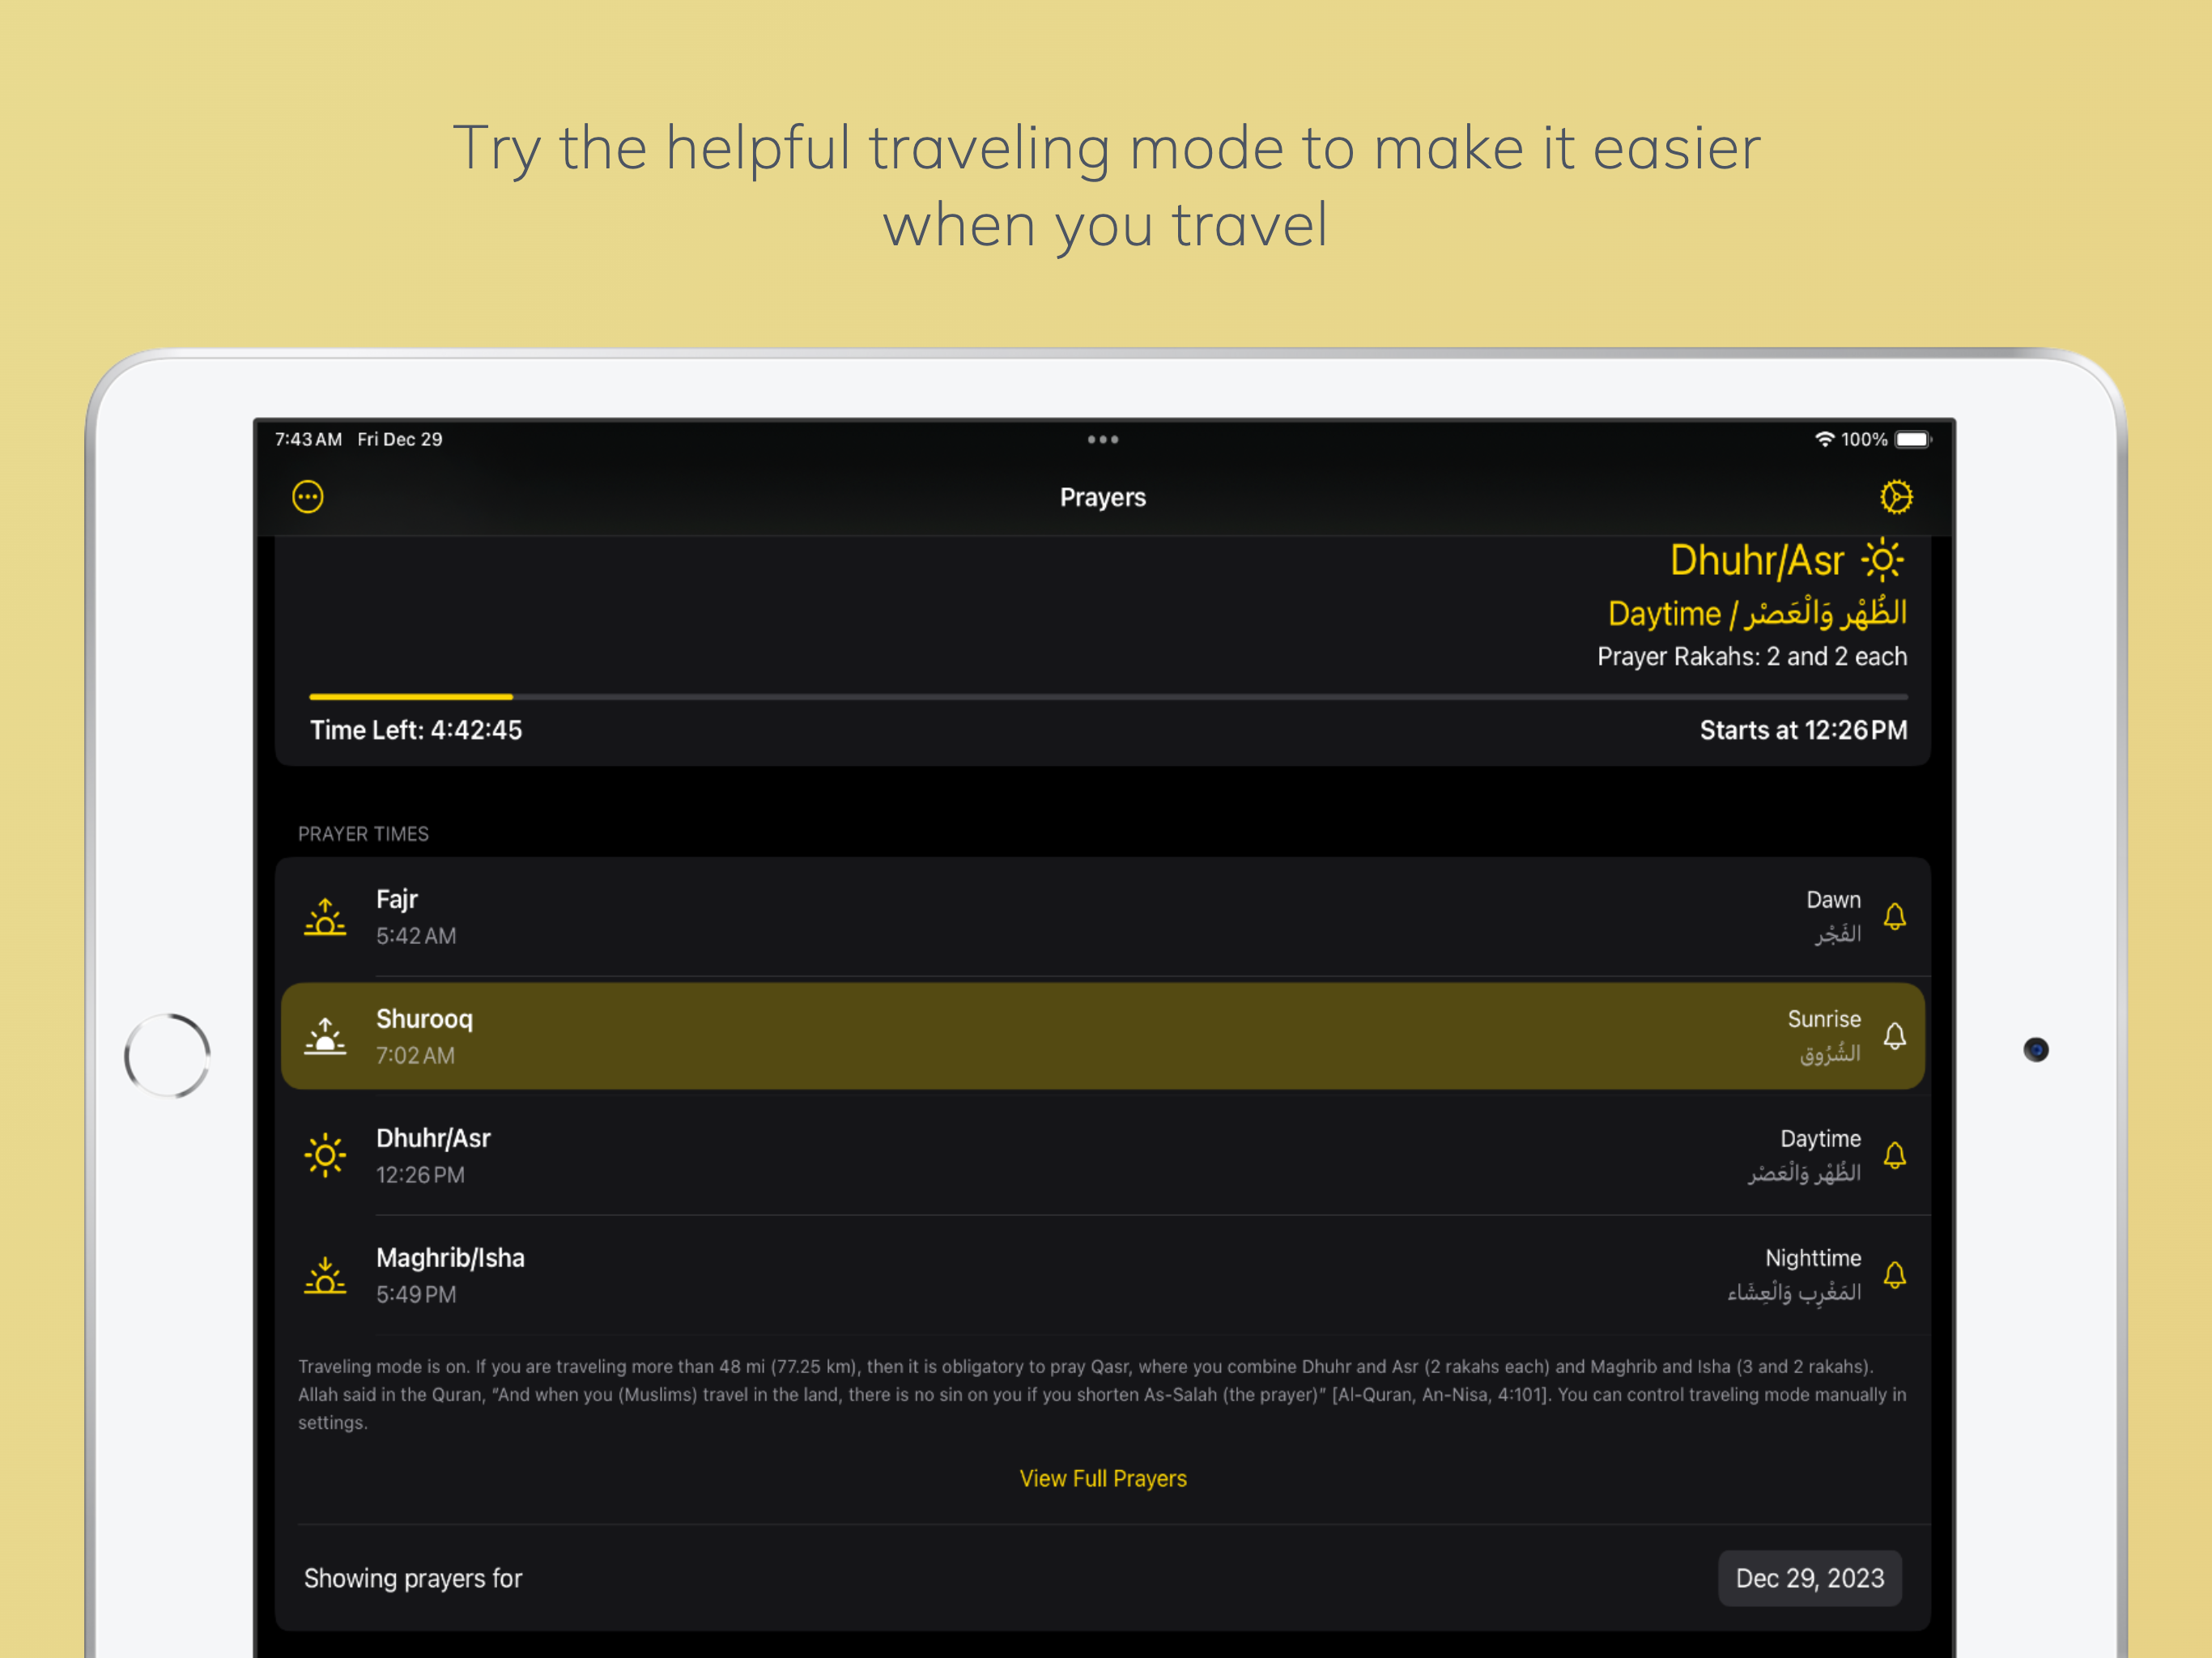 Try the helpful traveling mode to make it easier
when you travel
7:43 AM Fri Dec 29
100%
Prayers
Dhuhr/Asr
Daytime / الظُهْر وَالْعَصْر
Prayer Rakahs: 2 and 2 each
Time Left: 4:42:45
Starts at 12:26 PM
PRAYER TIMES
Fajr
Dawn
5:42 AM
الفَجْر
Shurooq
Sunrise
7:02 AM
الشُرُوق
Dhuhr/Asr
Daytime
12:26 PM
الظُهْر وَالْعَصْر
Maghrib/Isha
Nighttime
5:49 PM
المَغْرِب وَالْعِشَاء
Traveling mode is on. If you are traveling more than 48 mi (77.25 km), then it is obligatory to pray Qasr, where you combine Dhuhr and Asr (2 rakahs each) and Maghrib and Isha (3 and 2 rakahs).
Allah said in the Quran, “And when you (Muslims) travel in the land, there is no sin on you if you shorten As-Salah (the prayer)” [Al-Quran, An-Nisa, 4:101]. You can control traveling mode manually in
settings.
View Full Prayers
Showing prayers for
Dec 29, 2023